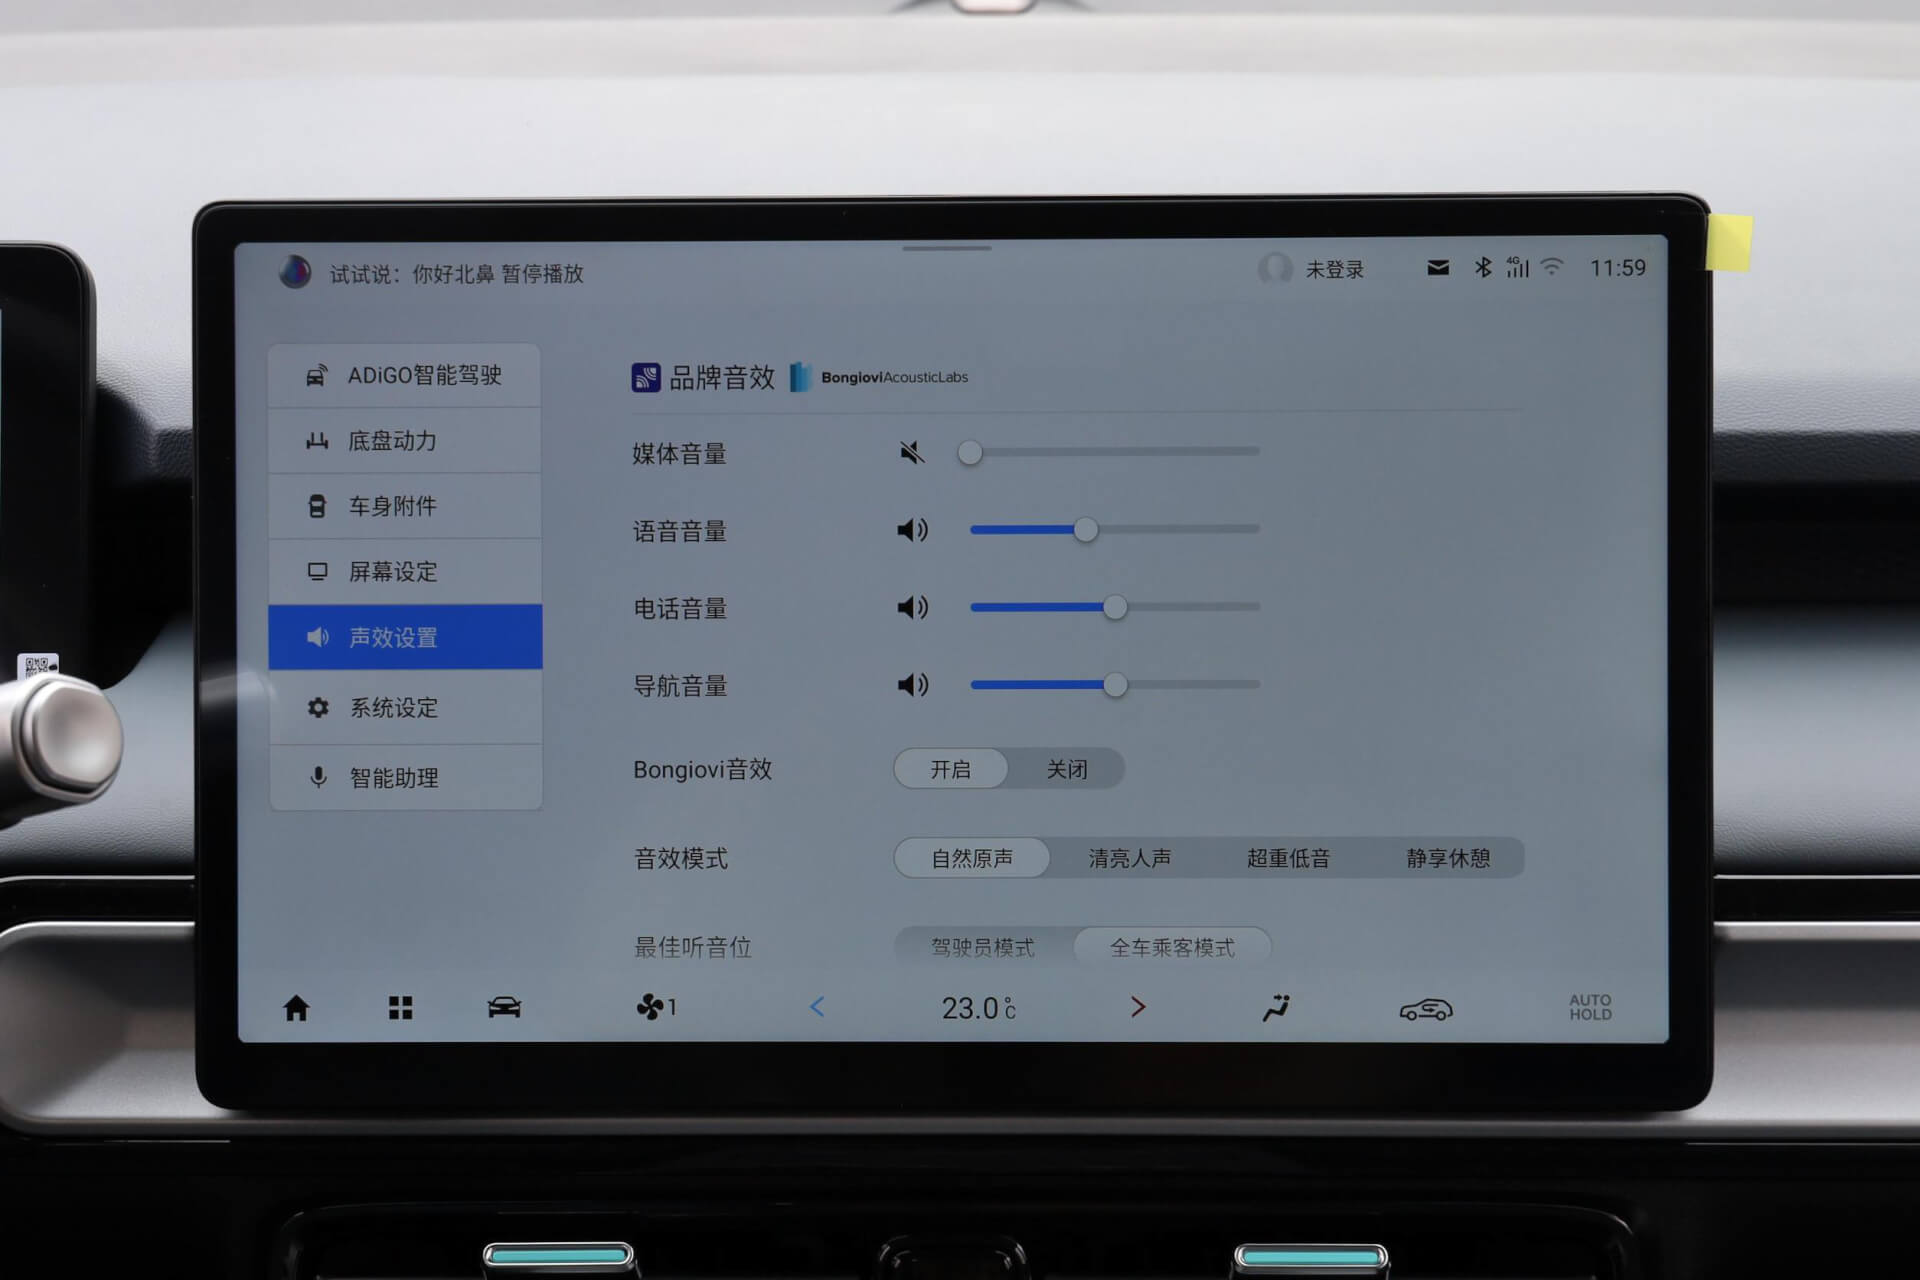 试试说：你好北鼻 暂停播放
未登录
4G
11:59
ADiGO智能驾驶
底盘动力
车身附件
屏幕设定
声效设置
系统设定
智能助理
品牌音效 BongioviAcousticLabs
媒体音量
语音音量
电话音量
导航音量
Bongiovi音效 开启 关闭
音效模式 自然原声 清亮人声 超重低音 静享休憩
最佳听音位 驾驶员模式 全车乘客模式
1
23.0℃
AUTO
HOLD